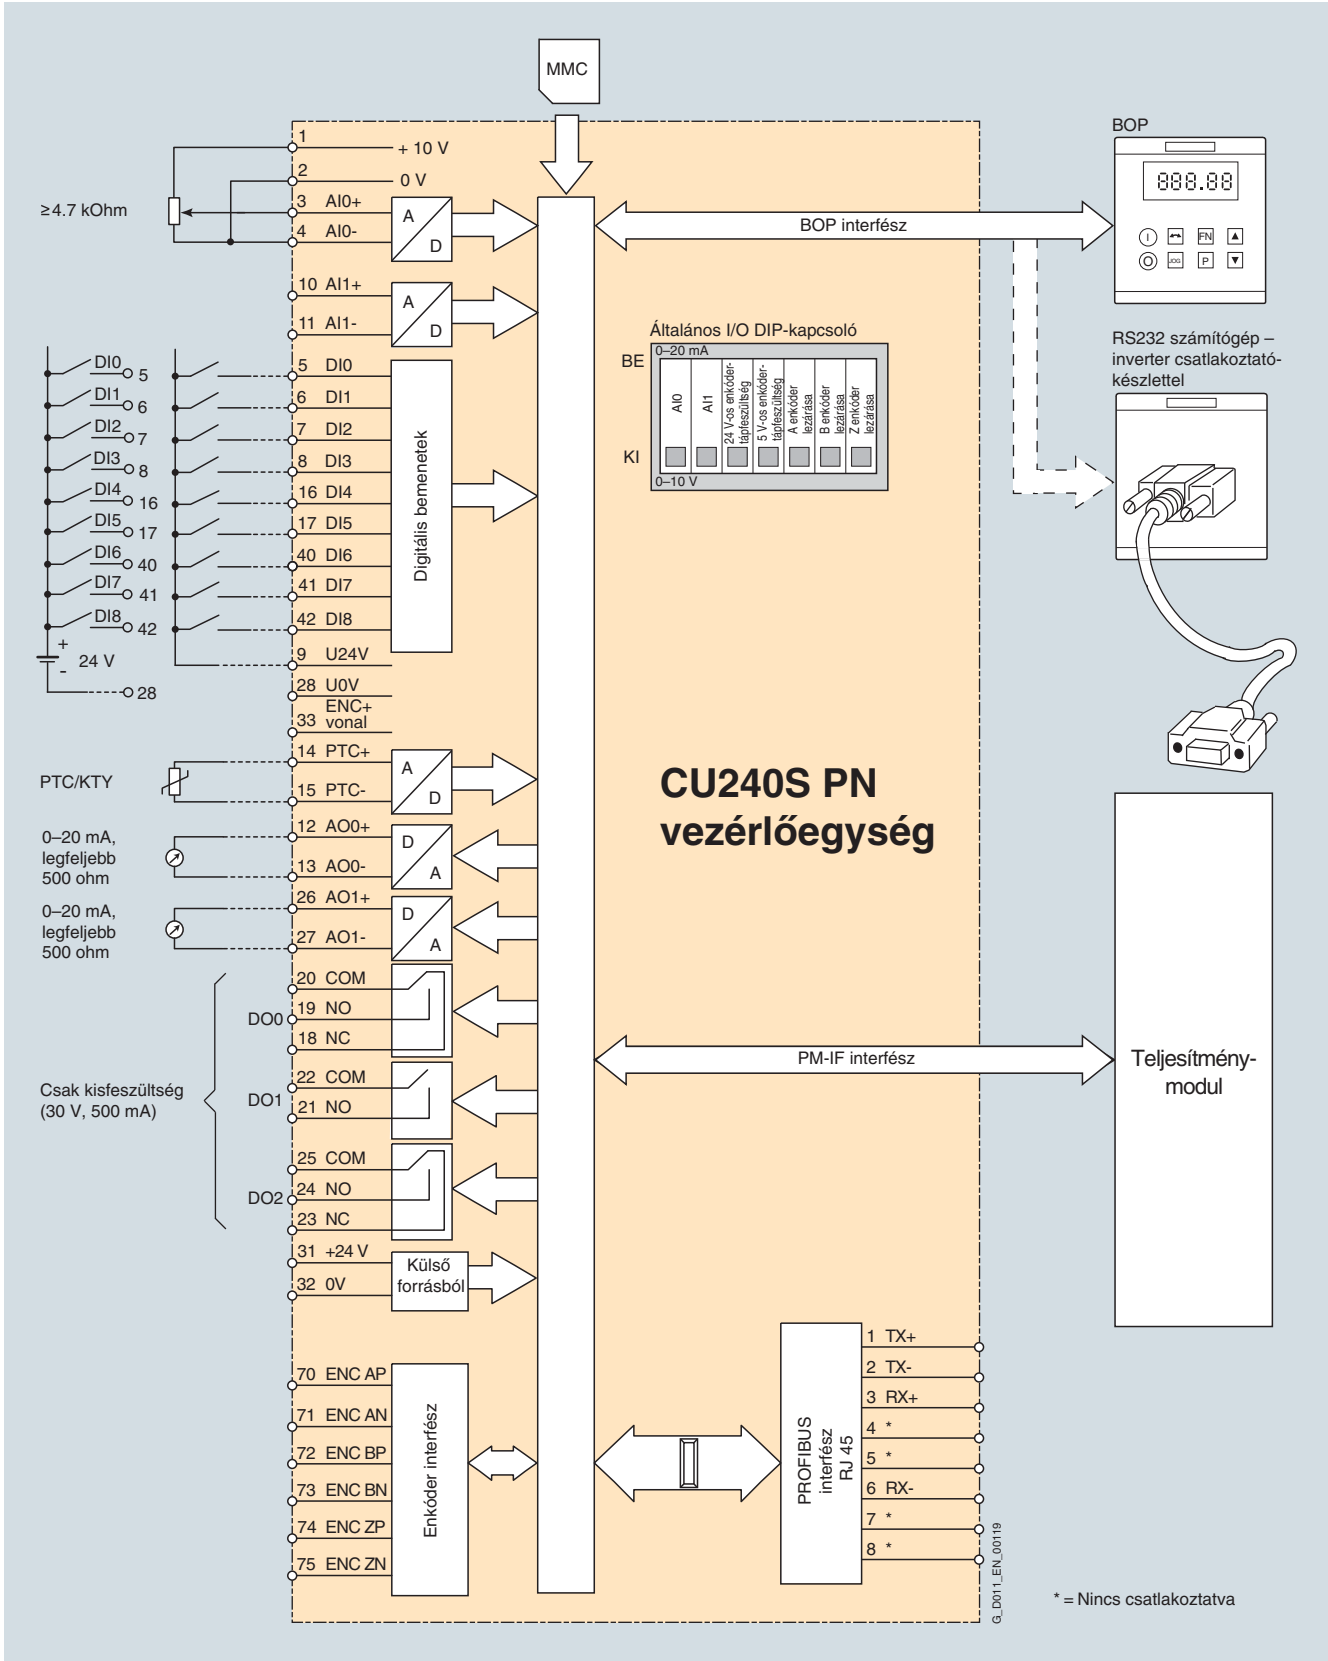 MMC
1
+ 10 V
2
0 V
≥4.7 kOhm
3 AI0+
4 AI0-
A
D
10 AI1+
11 AI1-
A
D
BOP interfész
BOP
888.88
I
FN
O
JOG
P
RS232 számítógép –
inverter csatlakoztató-
készlettel
Általános I/O DIP-kapcsoló
BE
0–20 mA
AI0
AI1
24 V-os enkóder-
tápfeszültség
5 V-os enkóder-
tápfeszültség
A enkóder
lezárása
B enkóder
lezárása
Z enkóder
lezárása
KI
0–10 V
DI0 5
DI1 6
DI2 7
DI3 8
DI4 16
DI5 17
DI6 40
DI7 41
DI8 42
+
24 V
-
28
5 DI0
6 DI1
7 DI2
8 DI3
16 DI4
17 DI5
40 DI6
41 DI7
42 DI8
Digitális bemenetek
9 U24V
28 U0V
ENC+
33 vonal
PTC/KTY
14 PTC+
15 PTC-
A
D
0–20 mA,
legfeljebb
500 ohm
12 AO0+
13 AO0-
D
A
0–20 mA,
legfeljebb
500 ohm
26 AO1+
27 AO1-
D
A
CU240S PN
vezérlőegység
Csak kisfeszültség
(30 V, 500 mA)
DO0
20 COM
19 NO
18 NC
DO1
22 COM
21 NO
DO2
25 COM
24 NO
23 NC
PM-IF interfész
Teljesítmény-
modul
31 +24 V
32 0V
Külső
forrásból
70 ENC AP
71 ENC AN
72 ENC BP
73 ENC BN
74 ENC ZP
75 ENC ZN
Enkóder interfész
PROFIBUS
interfész
RJ 45
1 TX+
2 TX-
3 RX+
4 *
5 *
6 RX-
7 *
8 *
G_D011_EN_00119
* = Nincs csatlakoztatva